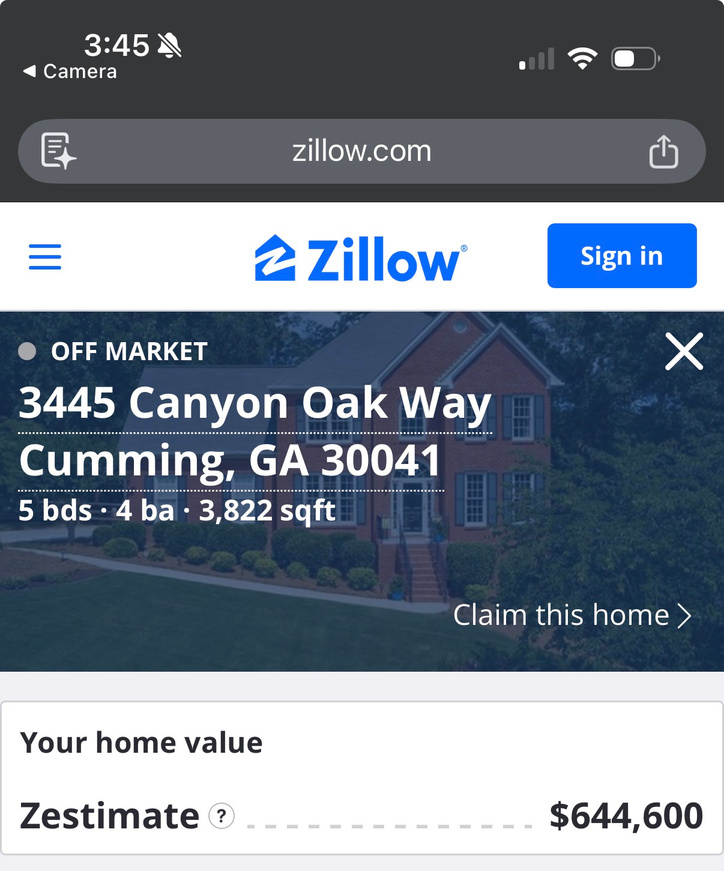 3:45
◀ Camera
zillow.com
Zillow®
Sign in
OFF MARKET
3445 Canyon Oak Way
Cumming, GA 30041
5 bds · 4 ba · 3,822 sqft
Claim this home >
Your home value
Zestimate ? $644,600